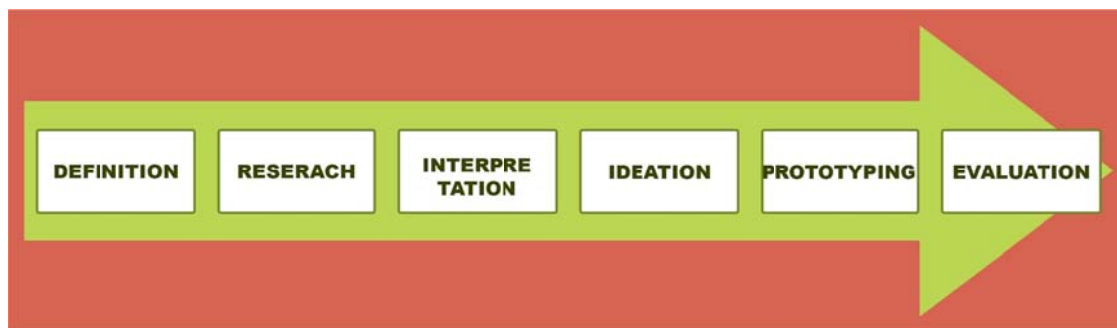 DEFINITION
RESERACH
INTERPRE
TATION
IDEATION
PROTOTYPING
EVALUATION